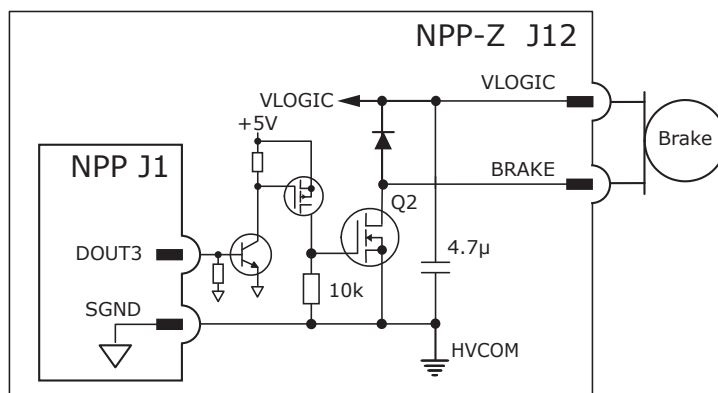 NPP-Z J12
VLOGIC
VLOGIC
+5V
Brake
NPP J1
BRAKE
Q2
DOUT3
4.7µ
10k
SGND
HVCOM